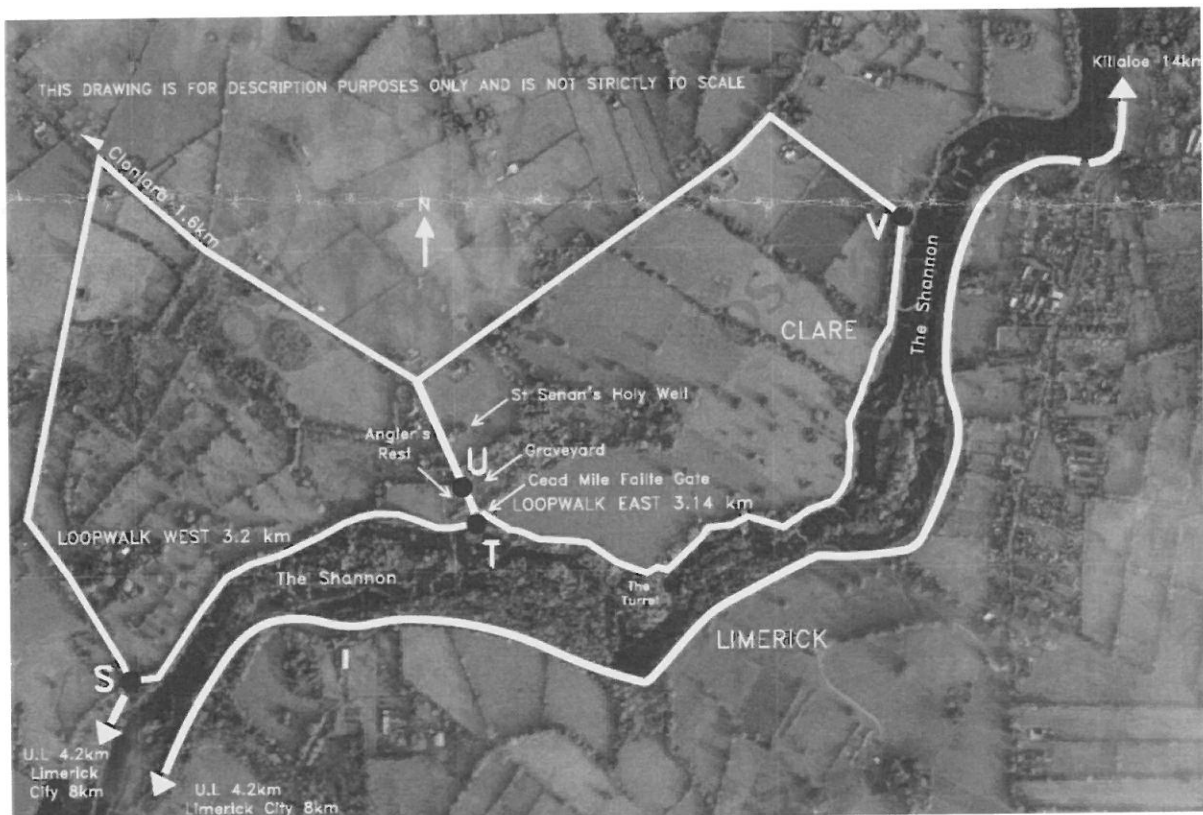 Killaloe 14km
THIS DRAWING IS FOR DESCRIPTION PURPOSES ONLY AND IS NOT STRICTLY TO SCALE
Clonlara 1.6km
N
V
The Shannon
CLARE
St Senan's Holy Well
Angler's
Rest
U
Graveyard
Cead Mile Failte Gate
LOOPWALK EAST 3.14 km
LOOPWALK WEST 3:2 km
T
The Shannon
The
Turret
LIMERICK
S
U.L 4.2km
Limerick
City 8km
U.L 4.2km
Limerick City 8km